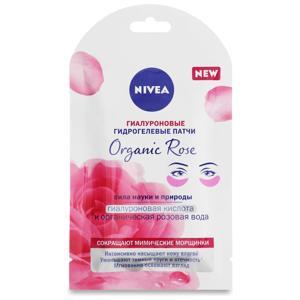 NEW
NIVEA
ГИАЛУРОНОВЫЕ
ГИДРОГЕЛЕВЫЕ ПАТЧИ
Organic Rose
сила науки и природы
гиалуроновая кислота
и органическая розовая вода
СОКРАЩАЮТ МИМИЧЕСКИЕ МОРЩИНКИ
Интенсивно насыщают кожу влагой
Уменьшают темные круги и отечность
Мгновенно освежают взгляд